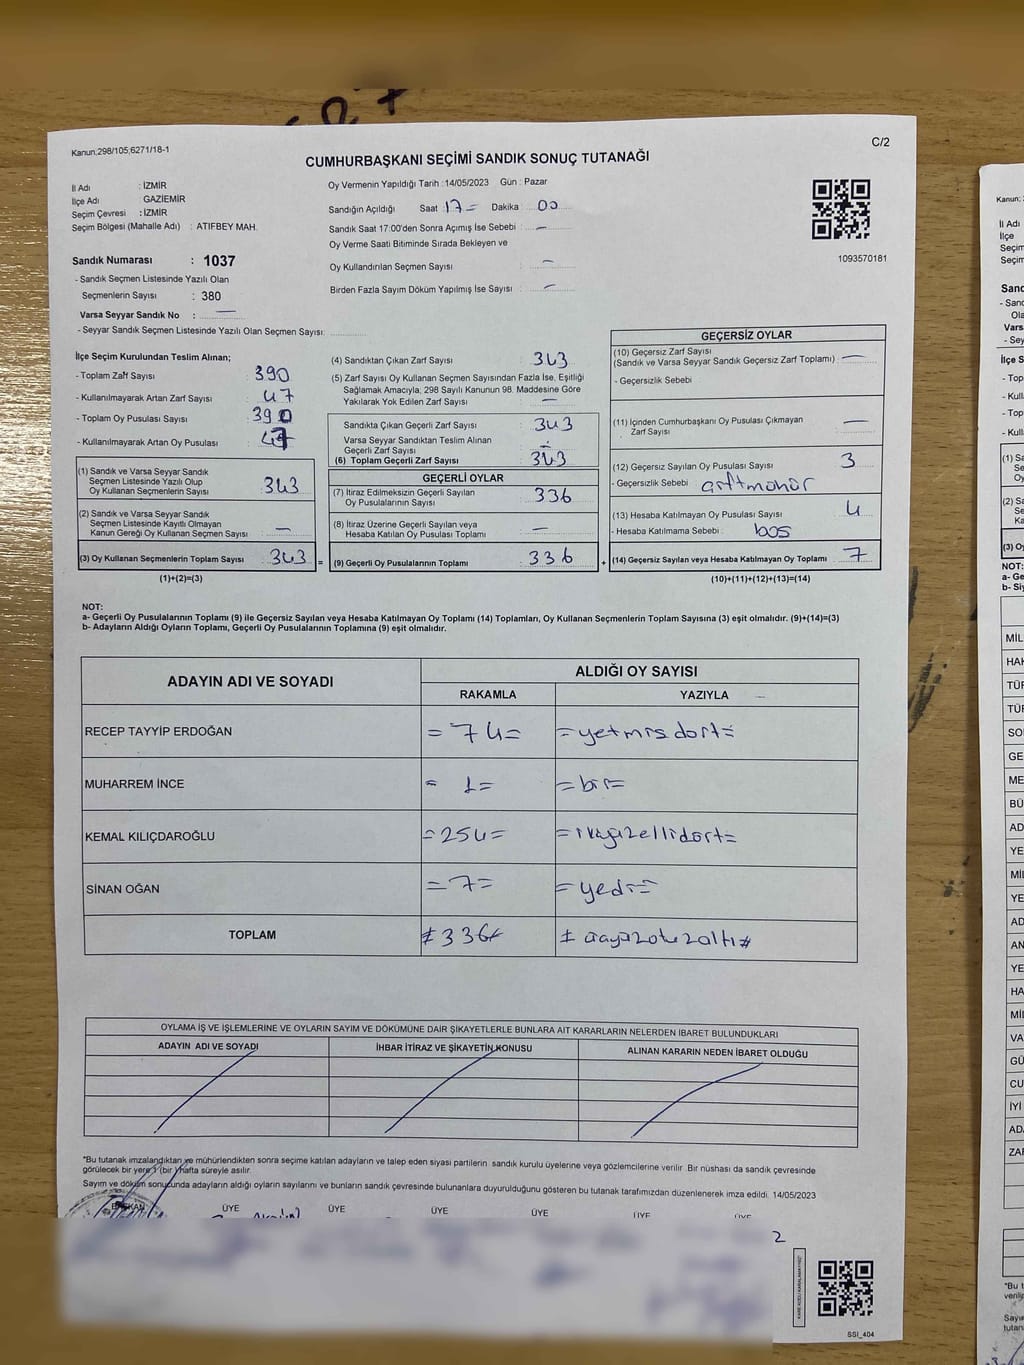 Kanun;298/105;6271/18-1
C/2
CUMHURBAŞKANI SEÇİMİ SANDIK SONUÇ TUTANAĞI
İl Adı : İZMİR
İlçe Adı GAZİEMİR
Seçim Çevresi : İZMİR
Seçim Bölgesi (Mahalle Adı) : ATIFBEY MAH.
Oy Vermenin Yapıldığı Tarih : 14/05/2023 Gün : Pazar
Sandığın Açıldığı Saat 17= Dakika 00
Sandık Saat 17:00'den Sonra Açımış İse Sebebi : –
Oy Verme Saati Bitiminde Sırada Bekleyen ve
Oy Kullandırılan Seçmen Sayısı –
Birden Fazla Sayım Döküm Yapılmış İse Sayısı : –
1093570181
Sandık Numarası : 1037
- Sandık Seçmen Listesinde Yazılı Olan
Seçmenlerin Sayısı : 380
Varsa Seyyar Sandık No : —
- Seyyar Sandık Seçmen Listesinde Yazılı Olan Seçmen Sayısı:
İlçe Seçim Kurulundan Teslim Alınan;
- Toplam Zarf Sayısı 390
- Kullanılmayarak Artan Zarf Sayısı 47
- Toplam Oy Pusulası Sayısı 390
- Kullanılmayarak Artan Oy Pusulası 47
(1) Sandık ve Varsa Seyyar Sandık
Seçmen Listesinde Yazılı Olup
Oy Kullanan Seçmenlerin Sayısı 343
(2) Sandık ve Varsa Seyyar Sandık
Seçmen Listesinde Kayıtlı Olmayan
Kanun Gereği Oy Kullanan Seçmen Sayısı –
(3) Oy Kullanan Seçmenlerin Toplam Sayısı 343 =
(1)+(2)=(3)
(4) Sandıktan Çıkan Zarf Sayısı 343
(5) Zarf Sayısı Oy Kullanan Seçmen Sayısından Fazla İse, Eşitliği
Sağlamak Amacıyla; 298 Sayılı Kanunun 98. Maddesine Göre
Yakılarak Yok Edilen Zarf Sayısı –
Sandıkta Çıkan Geçerli Zarf Sayısı 343
Varsa Seyyar Sandıktan Teslim Alınan
Geçerli Zarf Sayısı
(6) Toplam Geçerli Zarf Sayısı 343
GEÇERLİ OYLAR
(7) İtiraz Edilmeksizin Geçerli Sayılan
Oy Pusulalarının Sayısı 336
(8) İtiraz Üzerine Geçerli Sayılan veya
Hesaba Katılan Oy Pusulası Toplamı –
(9) Geçerli Oy Pusulalarının Toplamı 336 +
GEÇERSİZ OYLAR
(10) Geçersiz Zarf Sayısı
(Sandık ve Varsa Seyyar Sandık Geçersiz Zarf Toplamı) : —
- Geçersizlik Sebebi
(11) İçinden Cumhurbaşkanı Oy Pusulası Çıkmayan
Zarf Sayısı —
(12) Geçersiz Sayılan Oy Pusulası Sayısı 3
- Geçersizlik Sebebi : çiftmühür
(13) Hesaba Katılmayan Oy Pusulası Sayısı 4
- Hesaba Katılmama Sebebi : bos
(14) Geçersiz Sayılan veya Hesaba Katılmayan Oy Toplamı 7
(10)+(11)+(12)+(13)=(14)
NOT:
a- Geçerli Oy Pusulalarının Toplamı (9) ile Geçersiz Sayılan veya Hesaba Katılmayan Oy Toplamı (14) Toplamları, Oy Kullanan Seçmenlerin Toplam Sayısına (3) eşit olmalıdır. (9)+(14)=(3)
b- Adayların Aldığı Oyların Toplamı, Geçerli Oy Pusulalarının Toplamına (9) eşit olmalıdır.
ADAYIN ADI VE SOYADI
ALDIĞI OY SAYISI
RAKAMLA YAZIYLA
RECEP TAYYİP ERDOĞAN =74= =yetmisdört=
MUHARREM İNCE = 1= =bir=
KEMAL KILIÇDAROĞLU =254= =ikiyüzellidört=
SİNAN OĞAN =7= =yedi=
TOPLAM ≠336≠ ≠ üçyüzotuzaltı≠
OYLAMA İŞ VE İŞLEMLERİNE VE OYLARIN SAYIM VE DÖKÜMÜNE DAİR ŞİKAYETLERLE BUNLARA AİT KARARLARIN NELERDEN İBARET BULUNDUKLARI
ADAYIN ADI VE SOYADI İHBAR İTİRAZ VE ŞİKAYETİN KONUSU ALINAN KARARIN NEDEN İBARET OLDUĞU
*Bu tutanak imzalandıktan ve mühürlendikten sonra seçime katılan adayların ve talep eden siyasi partilerin sandık kurulu üyelerine veya gözlemcilerine verilir. Bir nüshası da sandık çevresinde
görülecek bir yere 1 (bir) hafta süreyle asılır.
Sayım ve döküm sonucunda adayların aldığı oyların sayılarını ve bunların sandık çevresinde bulunanlara duyurulduğunu gösteren bu tutanak tarafımızdan düzenlenerek imza edildi. 14/05/2023
BAŞKAN ÜYE ÜYE ÜYE ÜYE ÜYE ÜYE
2
SSI_404
Kanun;
İl Adı
İlçe
NOT:
MİL